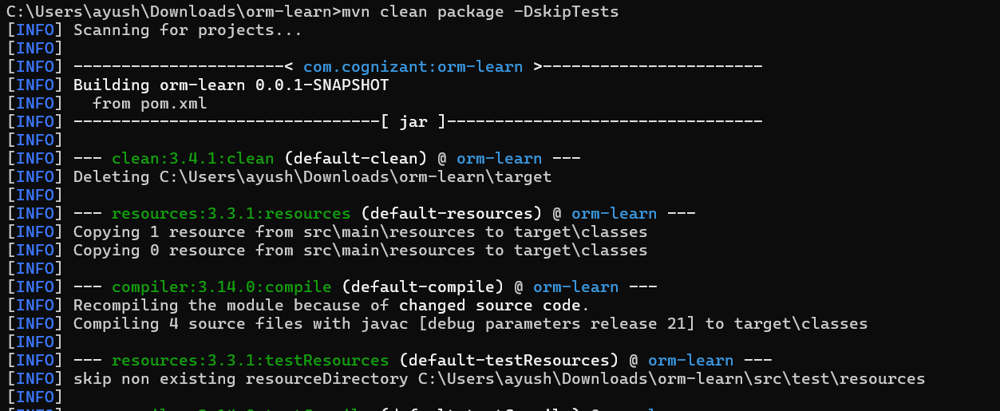 C:\Users\ayush\Downloads\orm-learn>mvn clean package -DskipTests
[INFO] Scanning for projects...
[INFO]
[INFO] ----------------------< com.cognizant:orm-learn >-----------------------
[INFO] Building orm-learn 0.0.1-SNAPSHOT
[INFO]   from pom.xml
[INFO] --------------------------------[ jar ]---------------------------------
[INFO]
[INFO] --- clean:3.4.1:clean (default-clean) @ orm-learn ---
[INFO] Deleting C:\Users\ayush\Downloads\orm-learn\target
[INFO]
[INFO] --- resources:3.3.1:resources (default-resources) @ orm-learn ---
[INFO] Copying 1 resource from src\main\resources to target\classes
[INFO] Copying 0 resource from src\main\resources to target\classes
[INFO]
[INFO] --- compiler:3.14.0:compile (default-compile) @ orm-learn ---
[INFO] Recompiling the module because of changed source code.
[INFO] Compiling 4 source files with javac [debug parameters release 21] to target\classes
[INFO]
[INFO] --- resources:3.3.1:testResources (default-testResources) @ orm-learn ---
[INFO] skip non existing resourceDirectory C:\Users\ayush\Downloads\orm-learn\src\test\resources
[INFO]